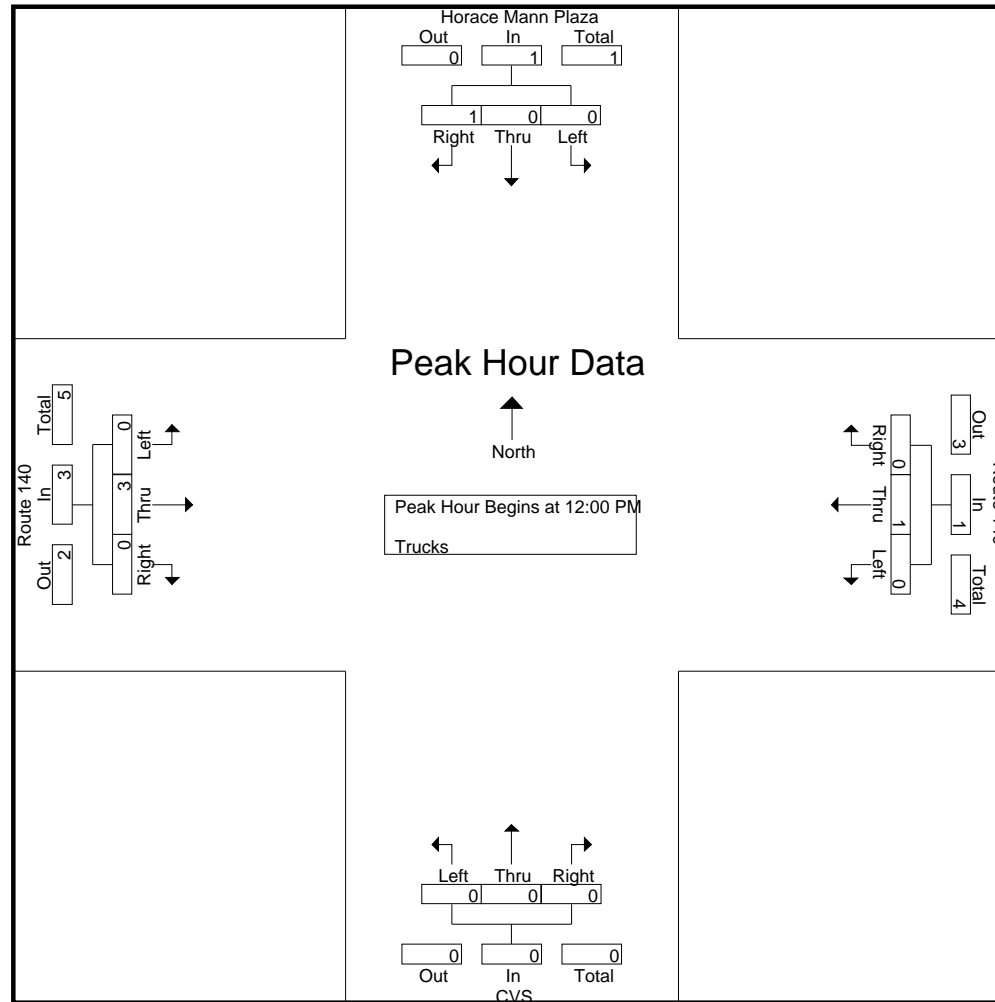 Horace Mann Plaza
Out In Total
0 1 1
1 0 0
Right Thru Left
Peak Hour Data
North
Peak Hour Begins at 12:00 PM
Trucks
Route 140
Out In Total
2 3 5
0 3 0
Left Thru Right
Right Thru Left
0 1 0
Out In Total
3 1 4
Left Thru Right
0 0 0
0 0 0
Out In Total
CVS